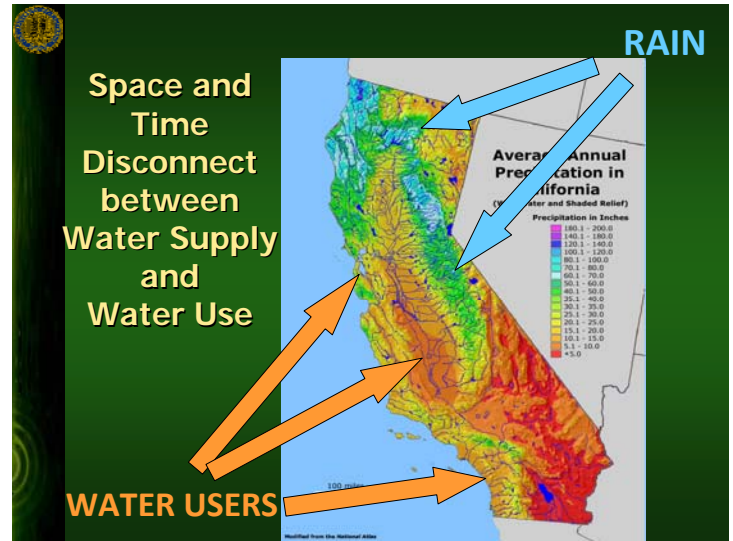 RAIN
Space and
Time
Disconnect
between
Water Supply
and
Water Use
Average Annual
Precipitation in
California
and Shaded Relief)
Precipitation in Inches
180.1 - 200.0
140.1 - 180.0
120.1 - 140.0
100.1 - 120.0
80.1 - 100.0
70.1 - 80.0
60.1 - 70.0
50.1 - 60.0
40.1 - 50.0
35.1 - 40.0
30.1 - 35.0
25.1 - 30.0
20.1 - 25.0
15.1 - 20.0
10.1 - 15.0
5.1 - 10.0
<5.0
WATER USERS
100 miles
Modified from the National Atlas